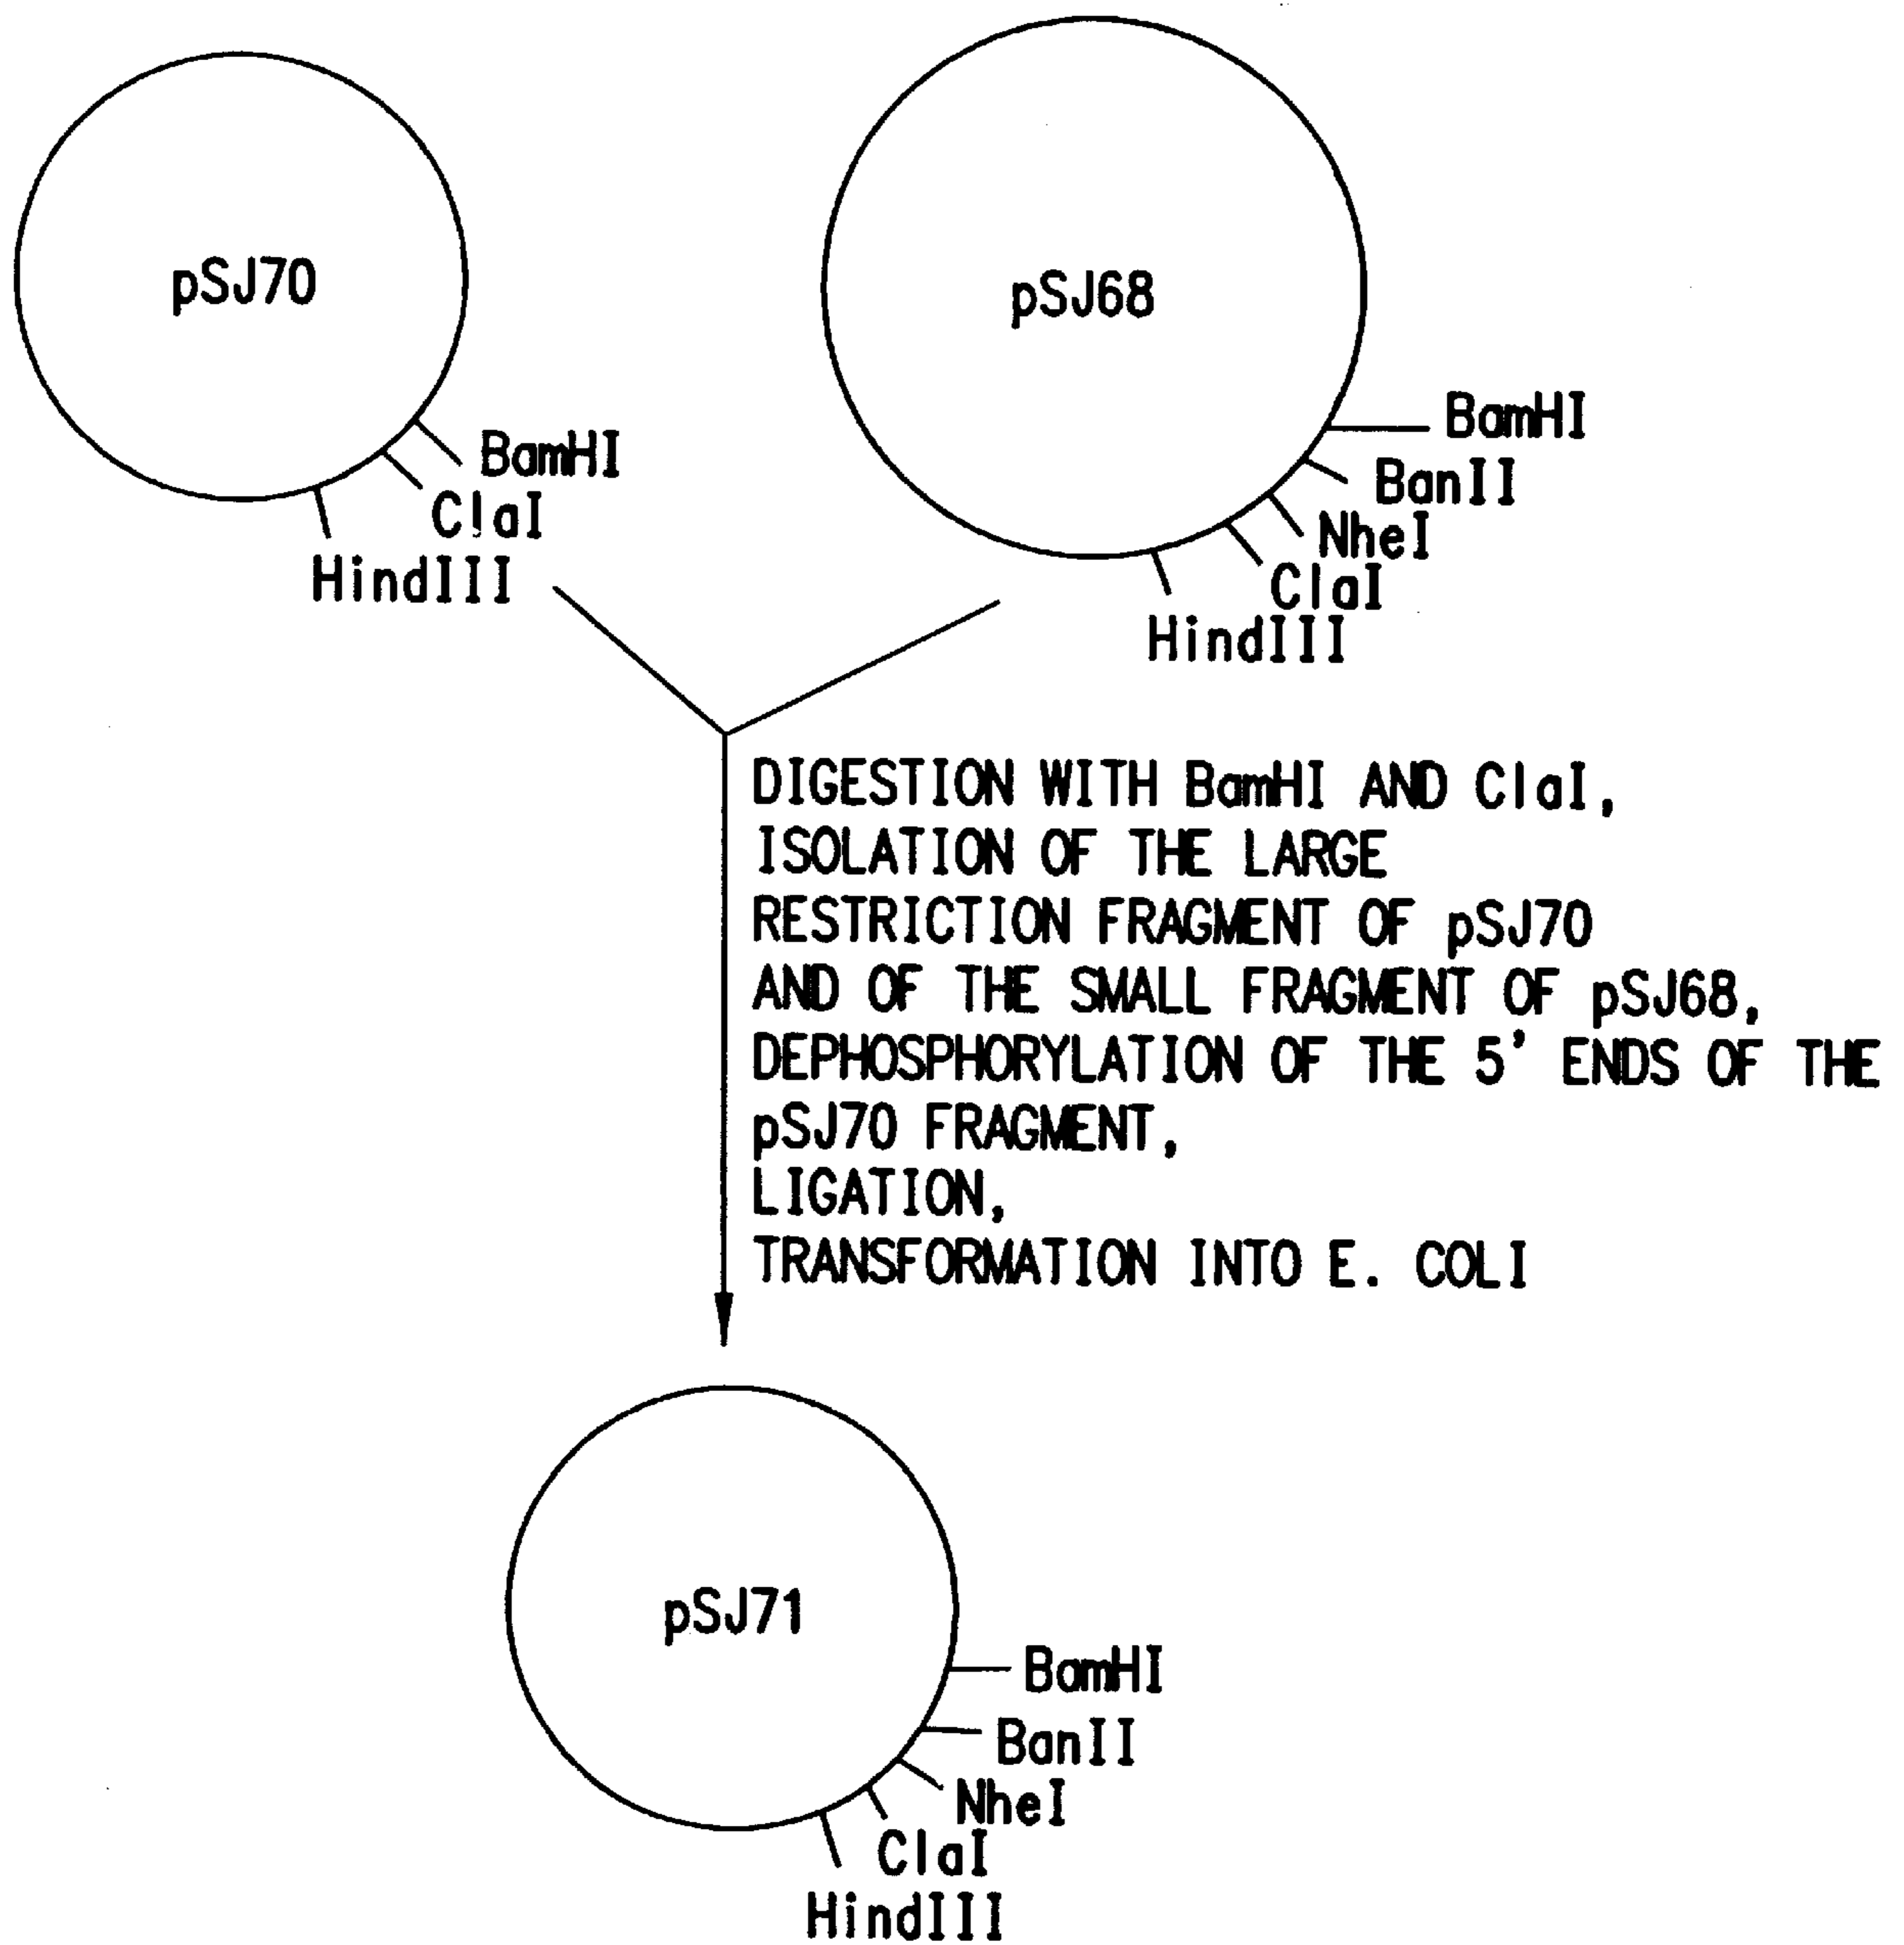 pSJ70
BamHI
ClaI
HindIII
pSJ68
BamHI
BanII
NheI
ClaI
HindIII
DIGESTION WITH BamHI AND ClaI,
ISOLATION OF THE LARGE
RESTRICTION FRAGMENT OF pSJ70
AND OF THE SMALL FRAGMENT OF pSJ68,
DEPHOSPHORYLATION OF THE 5' ENDS OF THE
pSJ70 FRAGMENT,
LIGATION,
TRANSFORMATION INTO E. COLI
pSJ71
BamHI
BanII
NheI
ClaI
HindIII